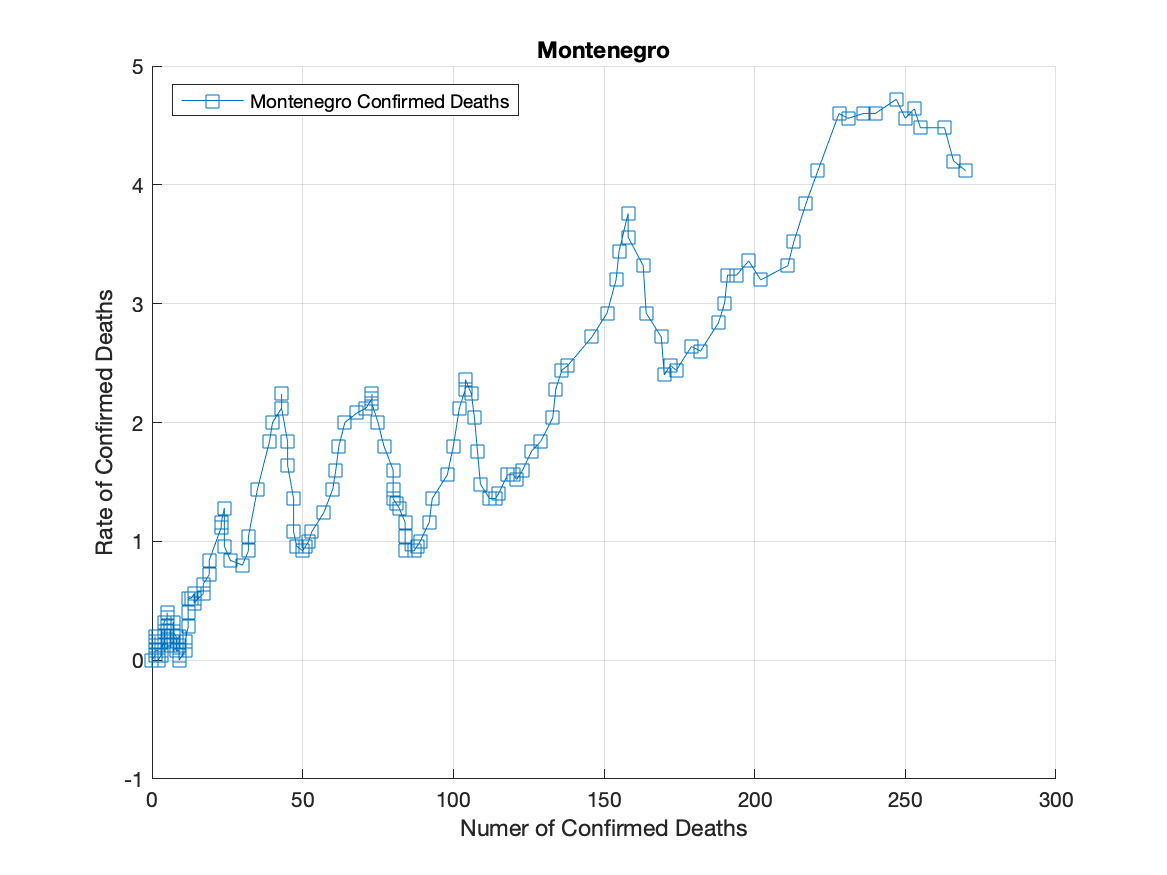 Montenegro
Montenegro Confirmed Deaths
Rate of Confirmed Deaths
5
4
3
2
1
0
-1
0 50 100 150 200 250 300
Numer of Confirmed Deaths